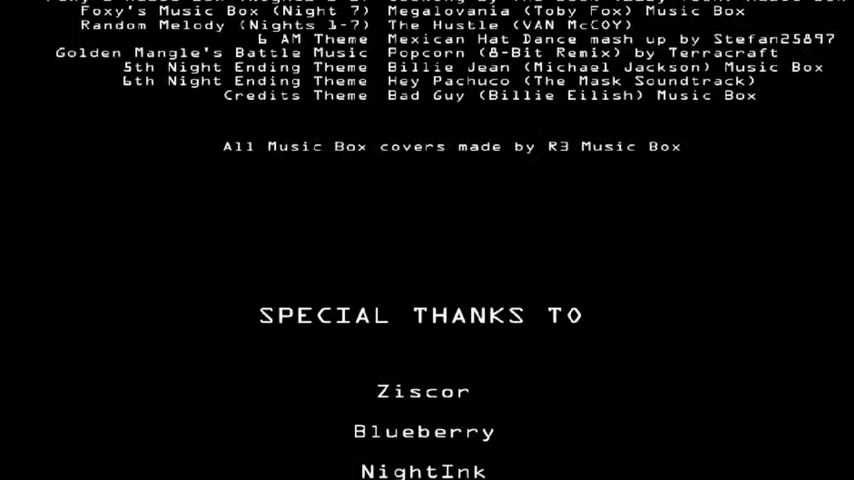 Foxy's Music Box (Night 7) Megalovania (Toby Fox) Music Box
Random Melody (Nights 1-7) The Hustle (VAN McCOY)
6 AM Theme Mexican Hat Dance mash up by Stefan25897
Golden Mangle's Battle Music Popcorn (8-Bit Remix) by Terracraft
5th Night Ending Theme Billie Jean (Michael Jackson) Music Box
6th Night Ending Theme Hey Pachuco (The Mask Soundtrack)
Credits Theme Bad Guy (Billie Eilish) Music Box
All Music Box covers made by R3 Music Box
SPECIAL THANKS TO
Ziscor
Blueberry
NightInk